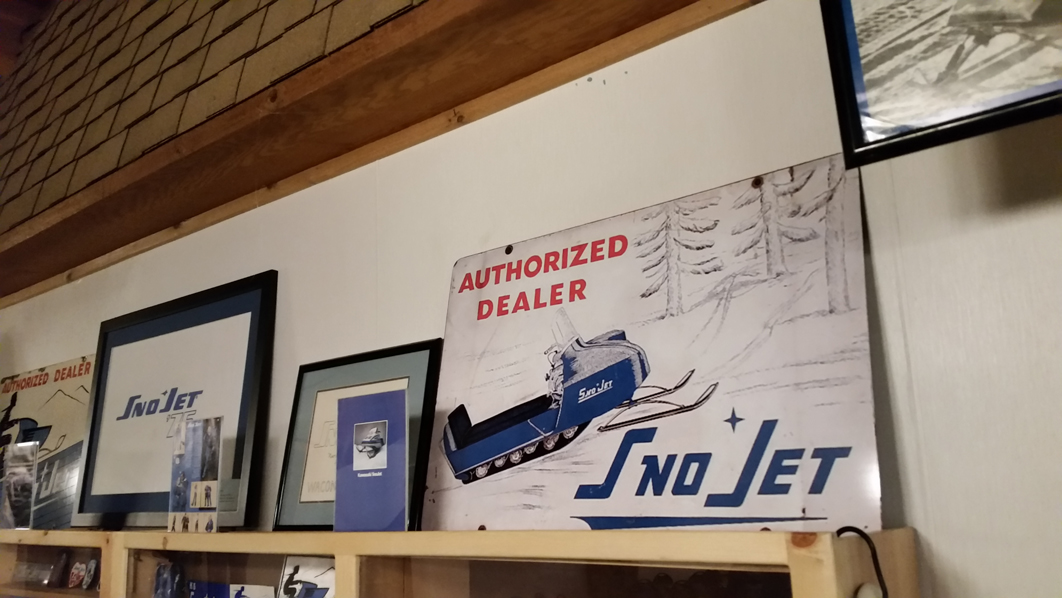 AUTHORIZED DEALER
SNO JET
AUTHORIZED
DEALER
SNO JET
SNO JET